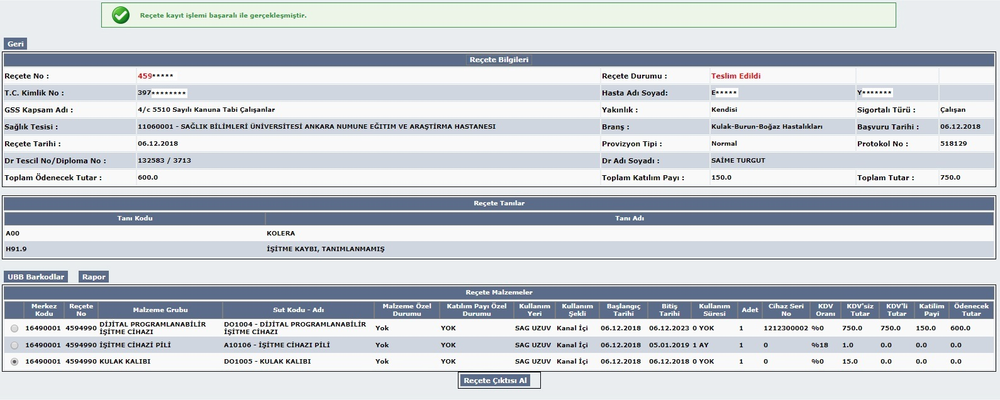 Reçete kayıt işlemi başaralı ile gerçekleşmiştir.
Geri
Reçete Bilgileri
Reçete No : 459***** Reçete Durumu : Teslim Edildi
T.C. Kimlik No : 397******** Hasta Adı Soyad: E***** Y*******
GSS Kapsam Adı : 4/c 5510 Sayılı Kanuna Tabi Çalışanlar Yakınlık : Kendisi Sigortalı Türü : Çalışan
Sağlık Tesisi : 11060001 - SAĞLIK BİLİMLERİ ÜNİVERSİTESİ ANKARA NUMUNE EĞITIM VE ARAŞTİRMA HASTANESI Branş : Kulak-Burun-Boğaz Hastalıkları Başvuru Tarihi : 06.12.2018
Reçete Tarihi : 06.12.2018 Provizyon Tipi : Normal Protokol No : 518129
Dr Tescil No/Diploma No : 132583 / 3713 Dr Adı Soyadı : SAİME TURGUT
Toplam Ödenecek Tutar : 600.0 Toplam Katılım Payı : 150.0 Toplam Tutar : 750.0
Reçete Tanılar
Tanı Kodu Tanı Adı
A00 KOLERA
H91.9 İŞİTME KAYBI, TANIMLANMAMIŞ
UBB Barkodlar Rapor
Reçete Malzemeler
Merkez Kodu Reçete No Malzeme Grubu Sut Kodu - Adı Malzeme Özel Durumu Katılım Payı Özel Durumu Kullanım Yeri Kullanım Şekli Başlangıç Tarihi Bitiş Tarihi Kullanım Süresi Adet Cihaz Seri No KDV Oranı KDV'siz Tutar KDV'li Tutar Katilim Payi Ödenecek Tutar
16490001 4594990 DİJİTAL PROGRAMLANABİLİR İŞİTME CİHAZI DO1004 - DİJİTAL PROGRAMLANABİLİR İŞİTME CİHAZI Yok YOK SAG UZUV Kanal İçi 06.12.2018 06.12.2023 0 YOK 1 1212300002 %0 750.0 750.0 150.0 600.0
16490001 4594990 İŞİTME CİHAZİ PİLİ A10106 - İŞİTME CİHAZI PİLİ Yok YOK SAG UZUV Kanal İçi 06.12.2018 05.01.2019 1 AY 1 0 %18 1.0 0.0 0.0 0.0
16490001 4594990 KULAK KALIBI DO1005 - KULAK KALIBI Yok YOK SAG UZUV Kanal İçi 06.12.2018 06.12.2018 0 YOK 1 0 %0 15.0 0.0 0.0 0.0
Reçete Çıktısı Al